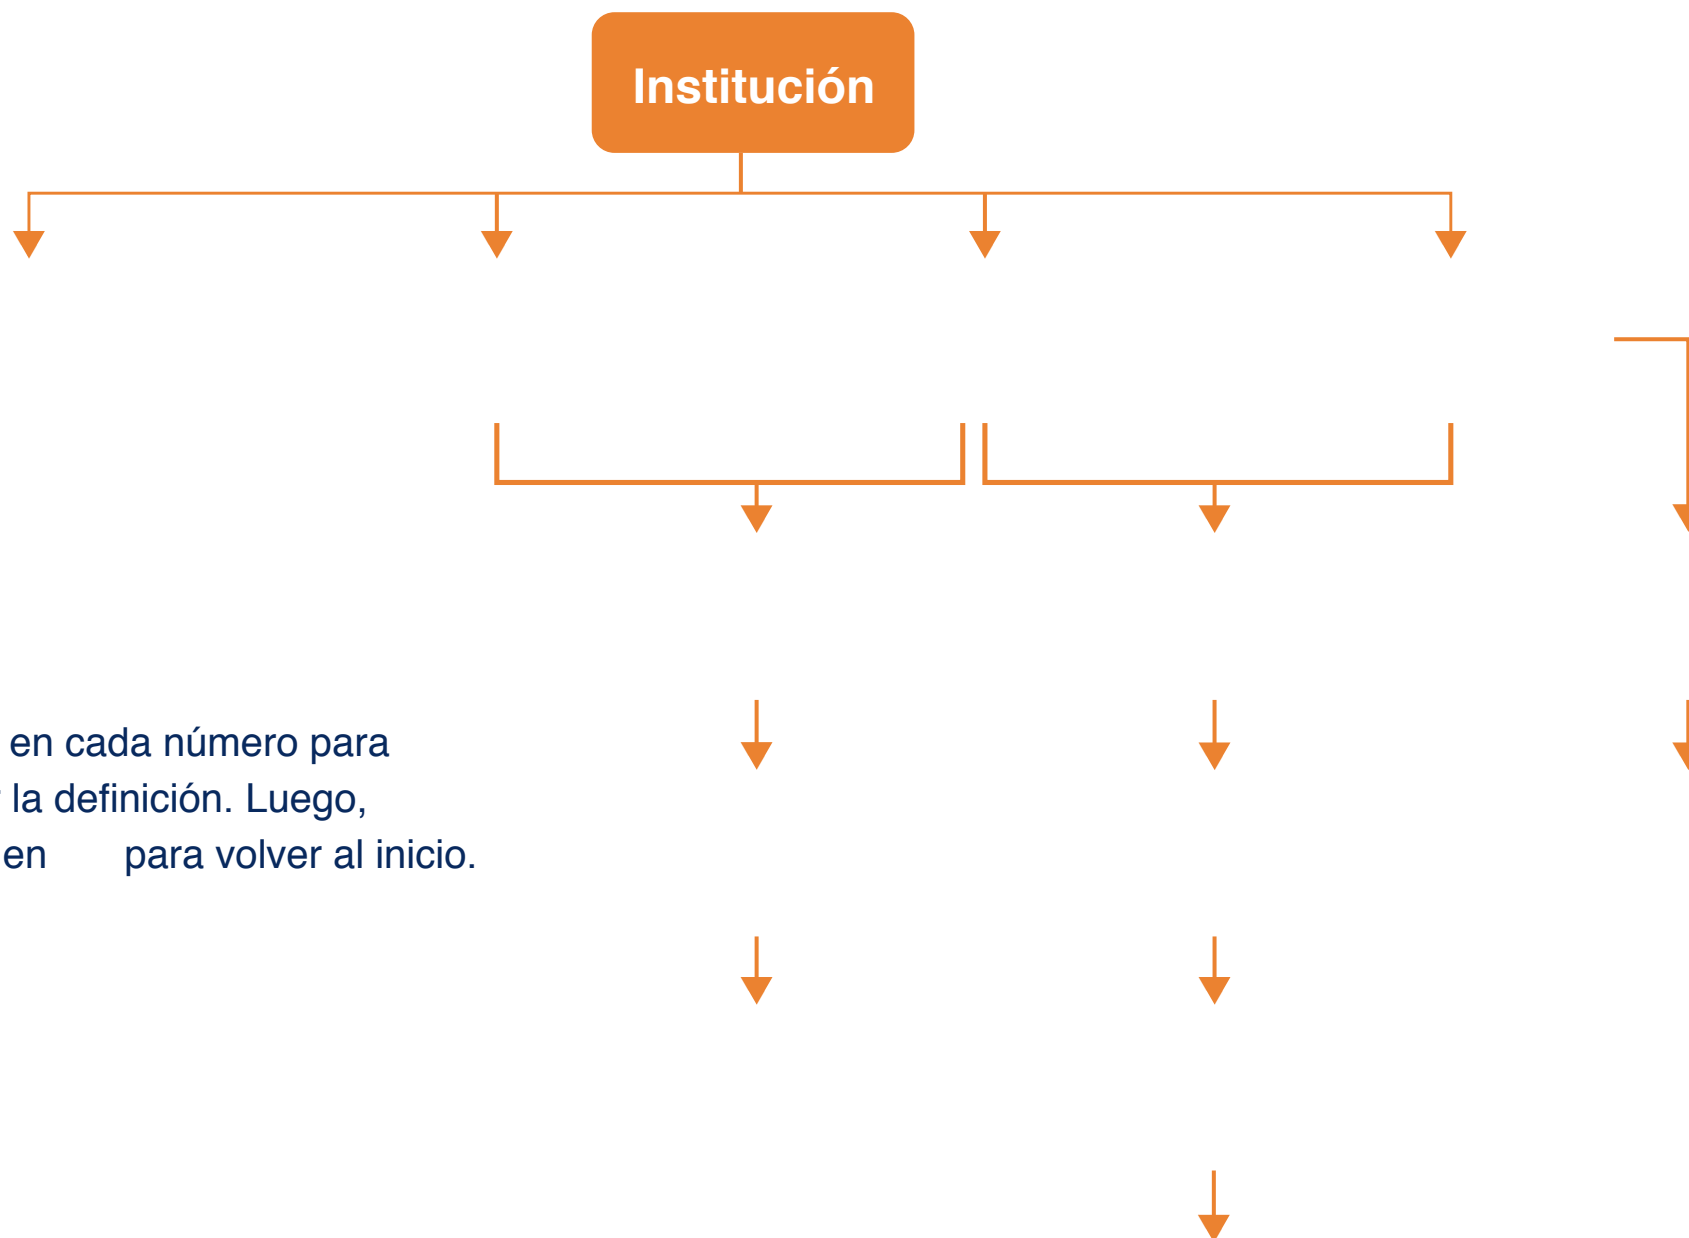 Institución
en cada número para
la definición. Luego,
en para volver al inicio.